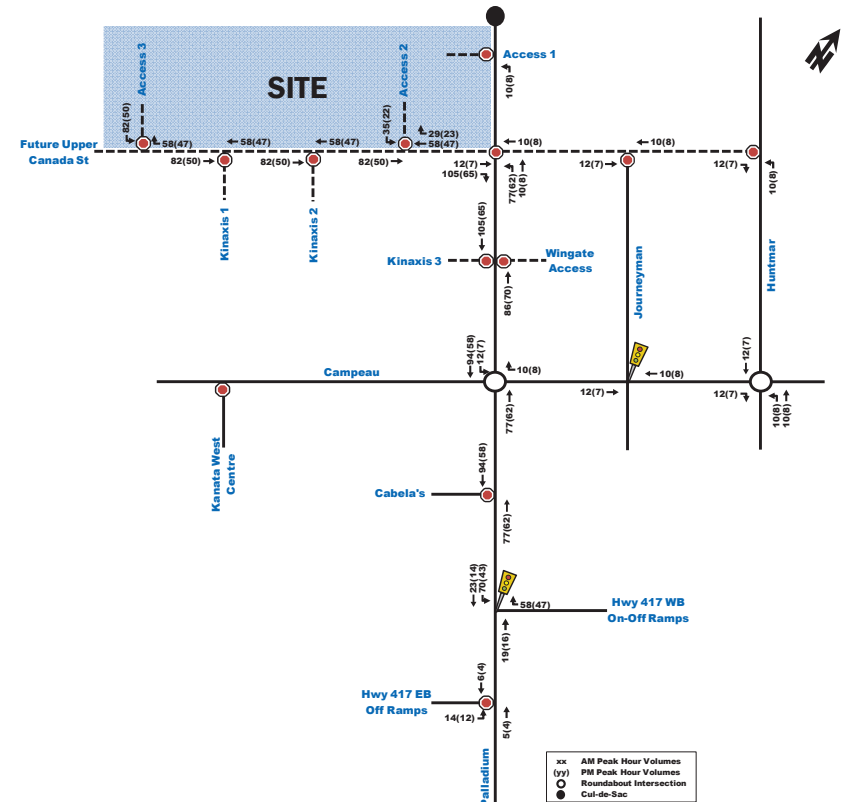 Access 3
Access 2
Access 1
SITE
10(8)
82(50)
35(22)
29(23)
58(47)
58(47)
58(47)
58(47)
10(8)
10(8)
Future Upper
Canada St
82(50)
82(50)
82(50)
12(7)
105(65)
77(62)
10(8)
12(7)
12(7)
10(8)
Kinaxis 1
Kinaxis 2
105(65)
Kinaxis 3
Wingate
Access
86(70)
Journeyman
Huntmar
94(58)
12(7)
10(8)
Campeau
77(62)
10(8)
12(7)
12(7)
12(7)
10(8)
10(8)
Kanata West
Centre
94(58)
Cabela's
77(62)
23(14)
70(43)
58(47)
Hwy 417 WB
On-Off Ramps
19(16)
6(4)
Hwy 417 EB
Off Ramps
14(12)
5(4)
Palladium
xx AM Peak Hour Volumes
(yy) PM Peak Hour Volumes
Roundabout Intersection
Cul-de-Sac
N